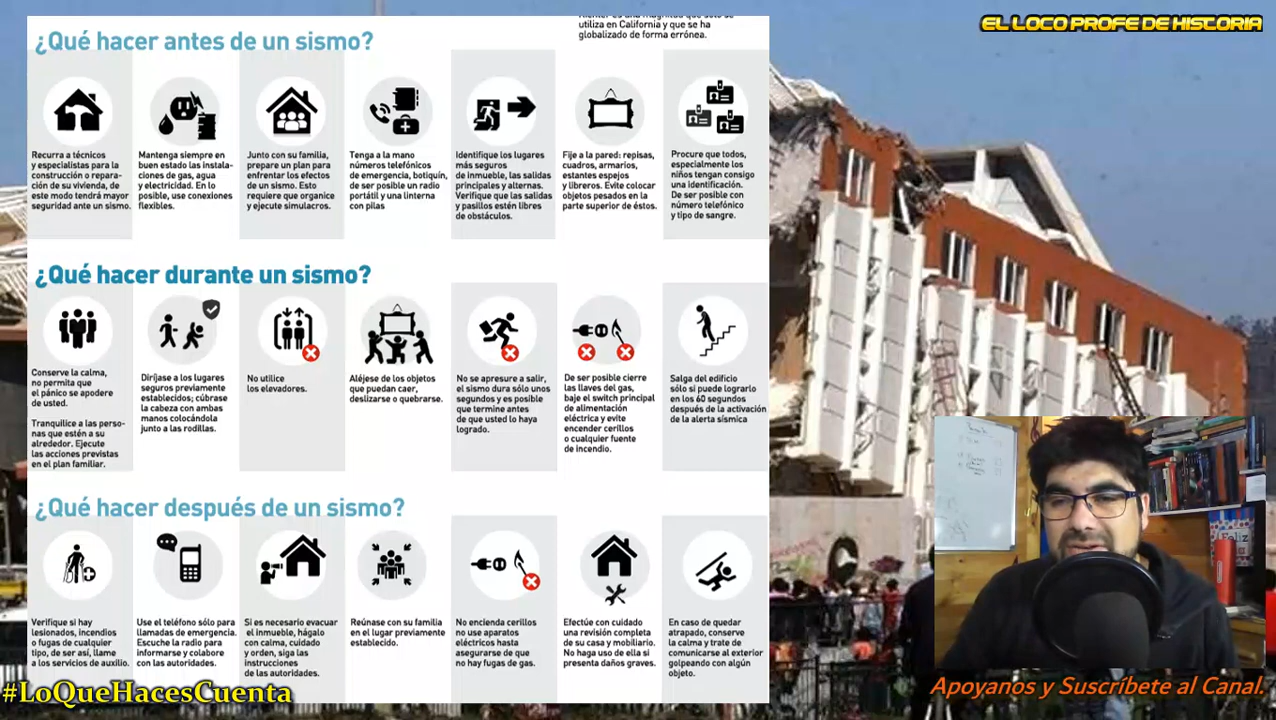 EL LOCO PROFE DE HISTORIA
Richter es una magnitud que sólo se
utiliza en California y que se ha
globalizado de forma errónea.
¿Qué hacer antes de un sismo?
Recurra a técnicos
y especialistas para la
construcción o repara-
ción de su vivienda, de
este modo tendrá mayor
seguridad ante un sismo.
Mantenga siempre en
buen estado las instala-
ciones de gas, agua
y electricidad. En lo
posible, use conexiones
flexibles.
Junto con su familia,
prepare un plan para
enfrentar los efectos
de un sismo. Esto
requiere que organice
y ejecute simulacros.
Tenga a la mano
números telefónicos
de emergencia, botiquín,
de ser posible un radio
portátil y una linterna
con pilas
Identifique los lugares
más seguros
de inmueble, las salidas
principales y alternas.
Verifique que las salidas
y pasillos estén libres
de obstáculos.
Fije a la pared: repisas,
cuadros, armarios,
estantes espejos
y libreros. Evite colocar
objetos pesados en la
parte superior de éstos.
Procure que todos,
especialmente los
niños tengan consigo
una identificación.
De ser posible con
número telefónico
y tipo de sangre.
¿Qué hacer durante un sismo?
Conserve la calma,
no permita que
el pánico se apodere
de usted.
Tranquilice a las perso-
nas que estén a su
alrededor. Ejecute
las acciones previstas
en el plan familiar.
Diríjase a los lugares
seguros previamente
establecidos; cúbrase
la cabeza con ambas
manos colocándola
junto a las rodillas.
No utilice
los elevadores.
Aléjese de los objetos
que puedan caer,
deslizarse o quebrarse.
No se apresure a salir,
el sismo dura sólo unos
segundos y es posible
que termine antes
de que usted lo haya
logrado.
De ser posible cierre
las llaves del gas,
baje el switch principal
de alimentación
eléctrica y evite
encender cerillos
o cualquier fuente
de incendio.
Salga del edificio
sólo si puede lograrlo
en los 60 segundos
después de la activación
de la alerta sísmica
¿Qué hacer después de un sismo?
Verifique si hay
lesionados, incendios
o fugas de cualquier
tipo, de ser así, llame
a los servicios de auxilio.
Use el teléfono sólo para
llamadas de emergencia.
Escuche la radio para
informarse y colabore
con las autoridades.
Si es necesario evacuar
el inmueble, hágalo
con calma, cuidado
y orden, siga las
instrucciones
de las autoridades.
Reúnase con su familia
en el lugar previamente
establecido.
No encienda cerillos
no use aparatos
eléctricos hasta
asegurarse de que
no hay fugas de gas.
Efectúe con cuidado
una revisión completa
de su casa y mobiliario.
No haga uso de ella si
presenta daños graves.
En caso de quedar
atrapado, conserve
la calma y trate de
comunicarse al exterior
golpeando con algún
objeto.
Feliz
#LoQueHacesCuenta
Apoyanos y Suscríbete al Canal.